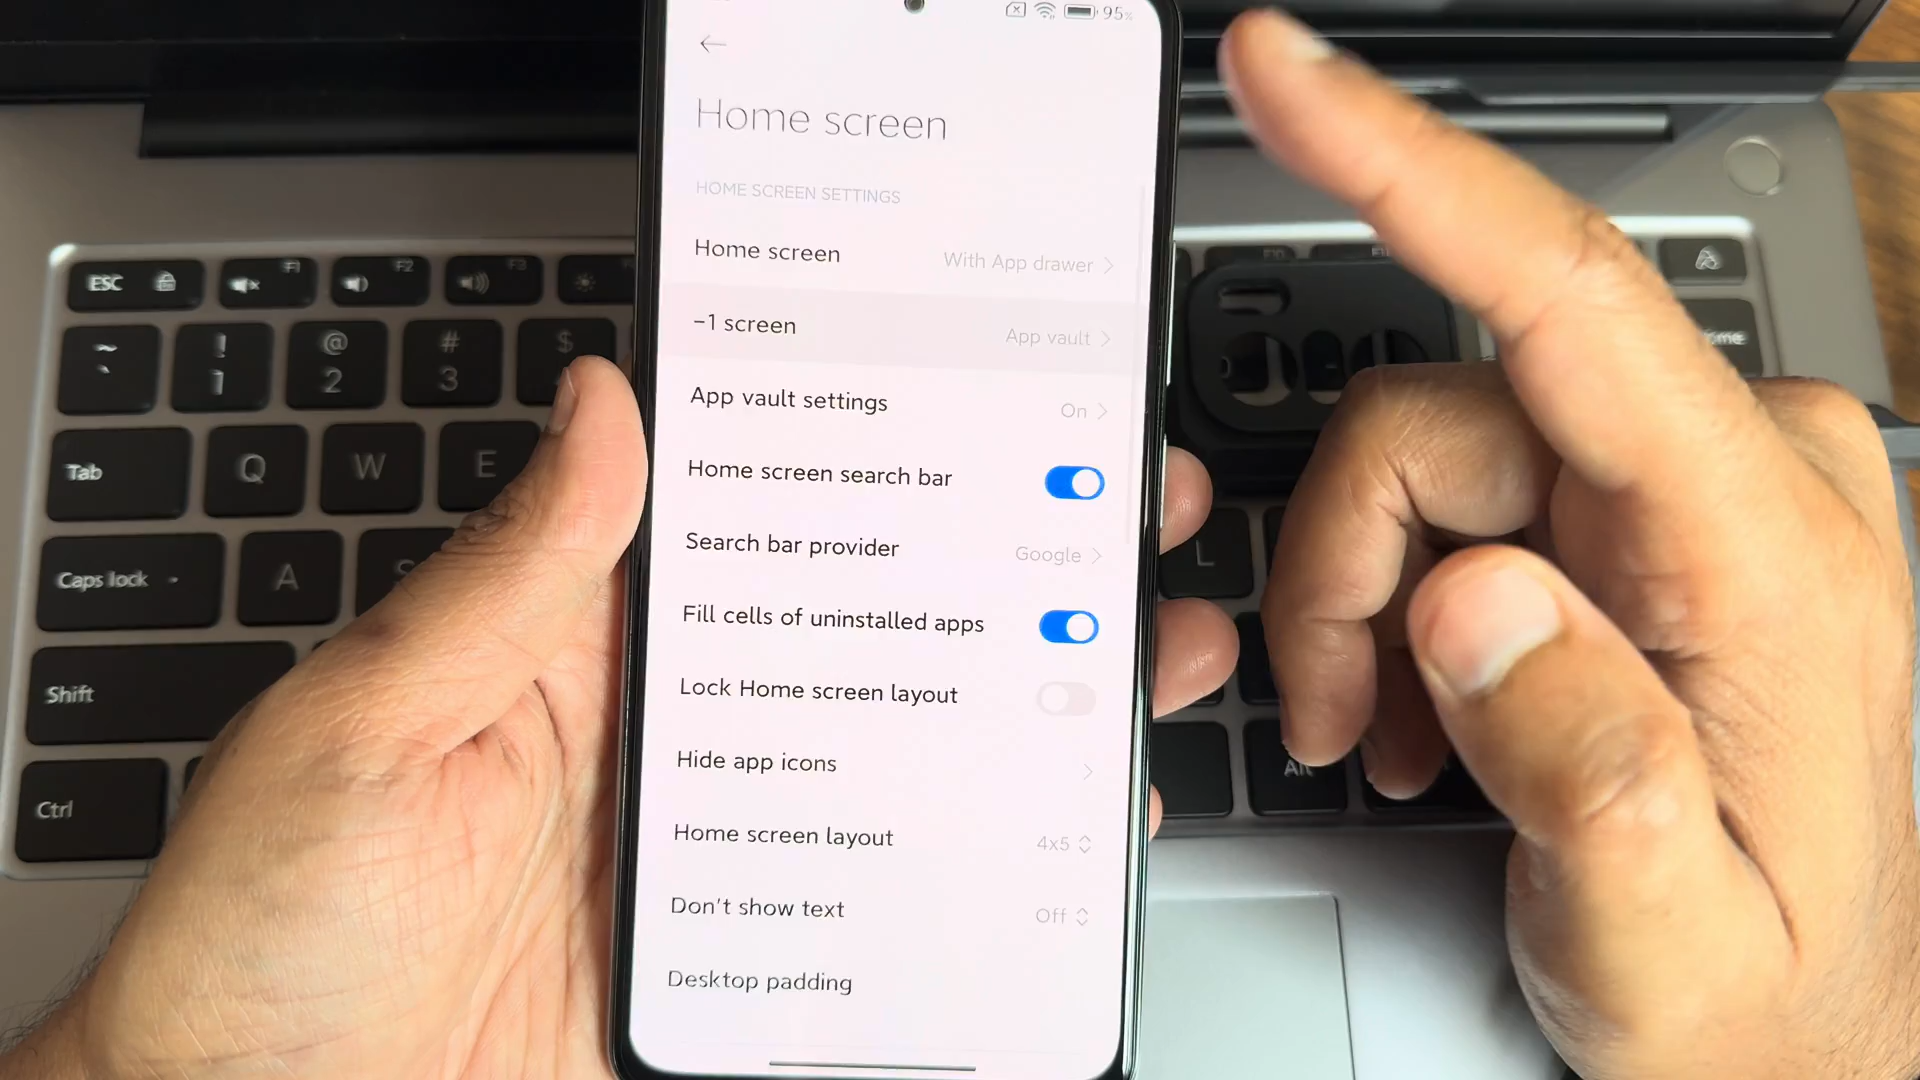 95%
Home screen
HOME SCREEN SETTINGS
Home screen With App drawer
-1 screen App vault
App vault settings On
Home screen search bar
Search bar provider Google
Fill cells of uninstalled apps
Lock Home screen layout
Hide app icons
Home screen layout 4x5
Don't show text Off
Desktop padding
ESC F1 F2 F3
~ ` ! 1 @ 2 # 3 $
Tab Q W E
Caps lock A S
Shift
Ctrl
L
Alt